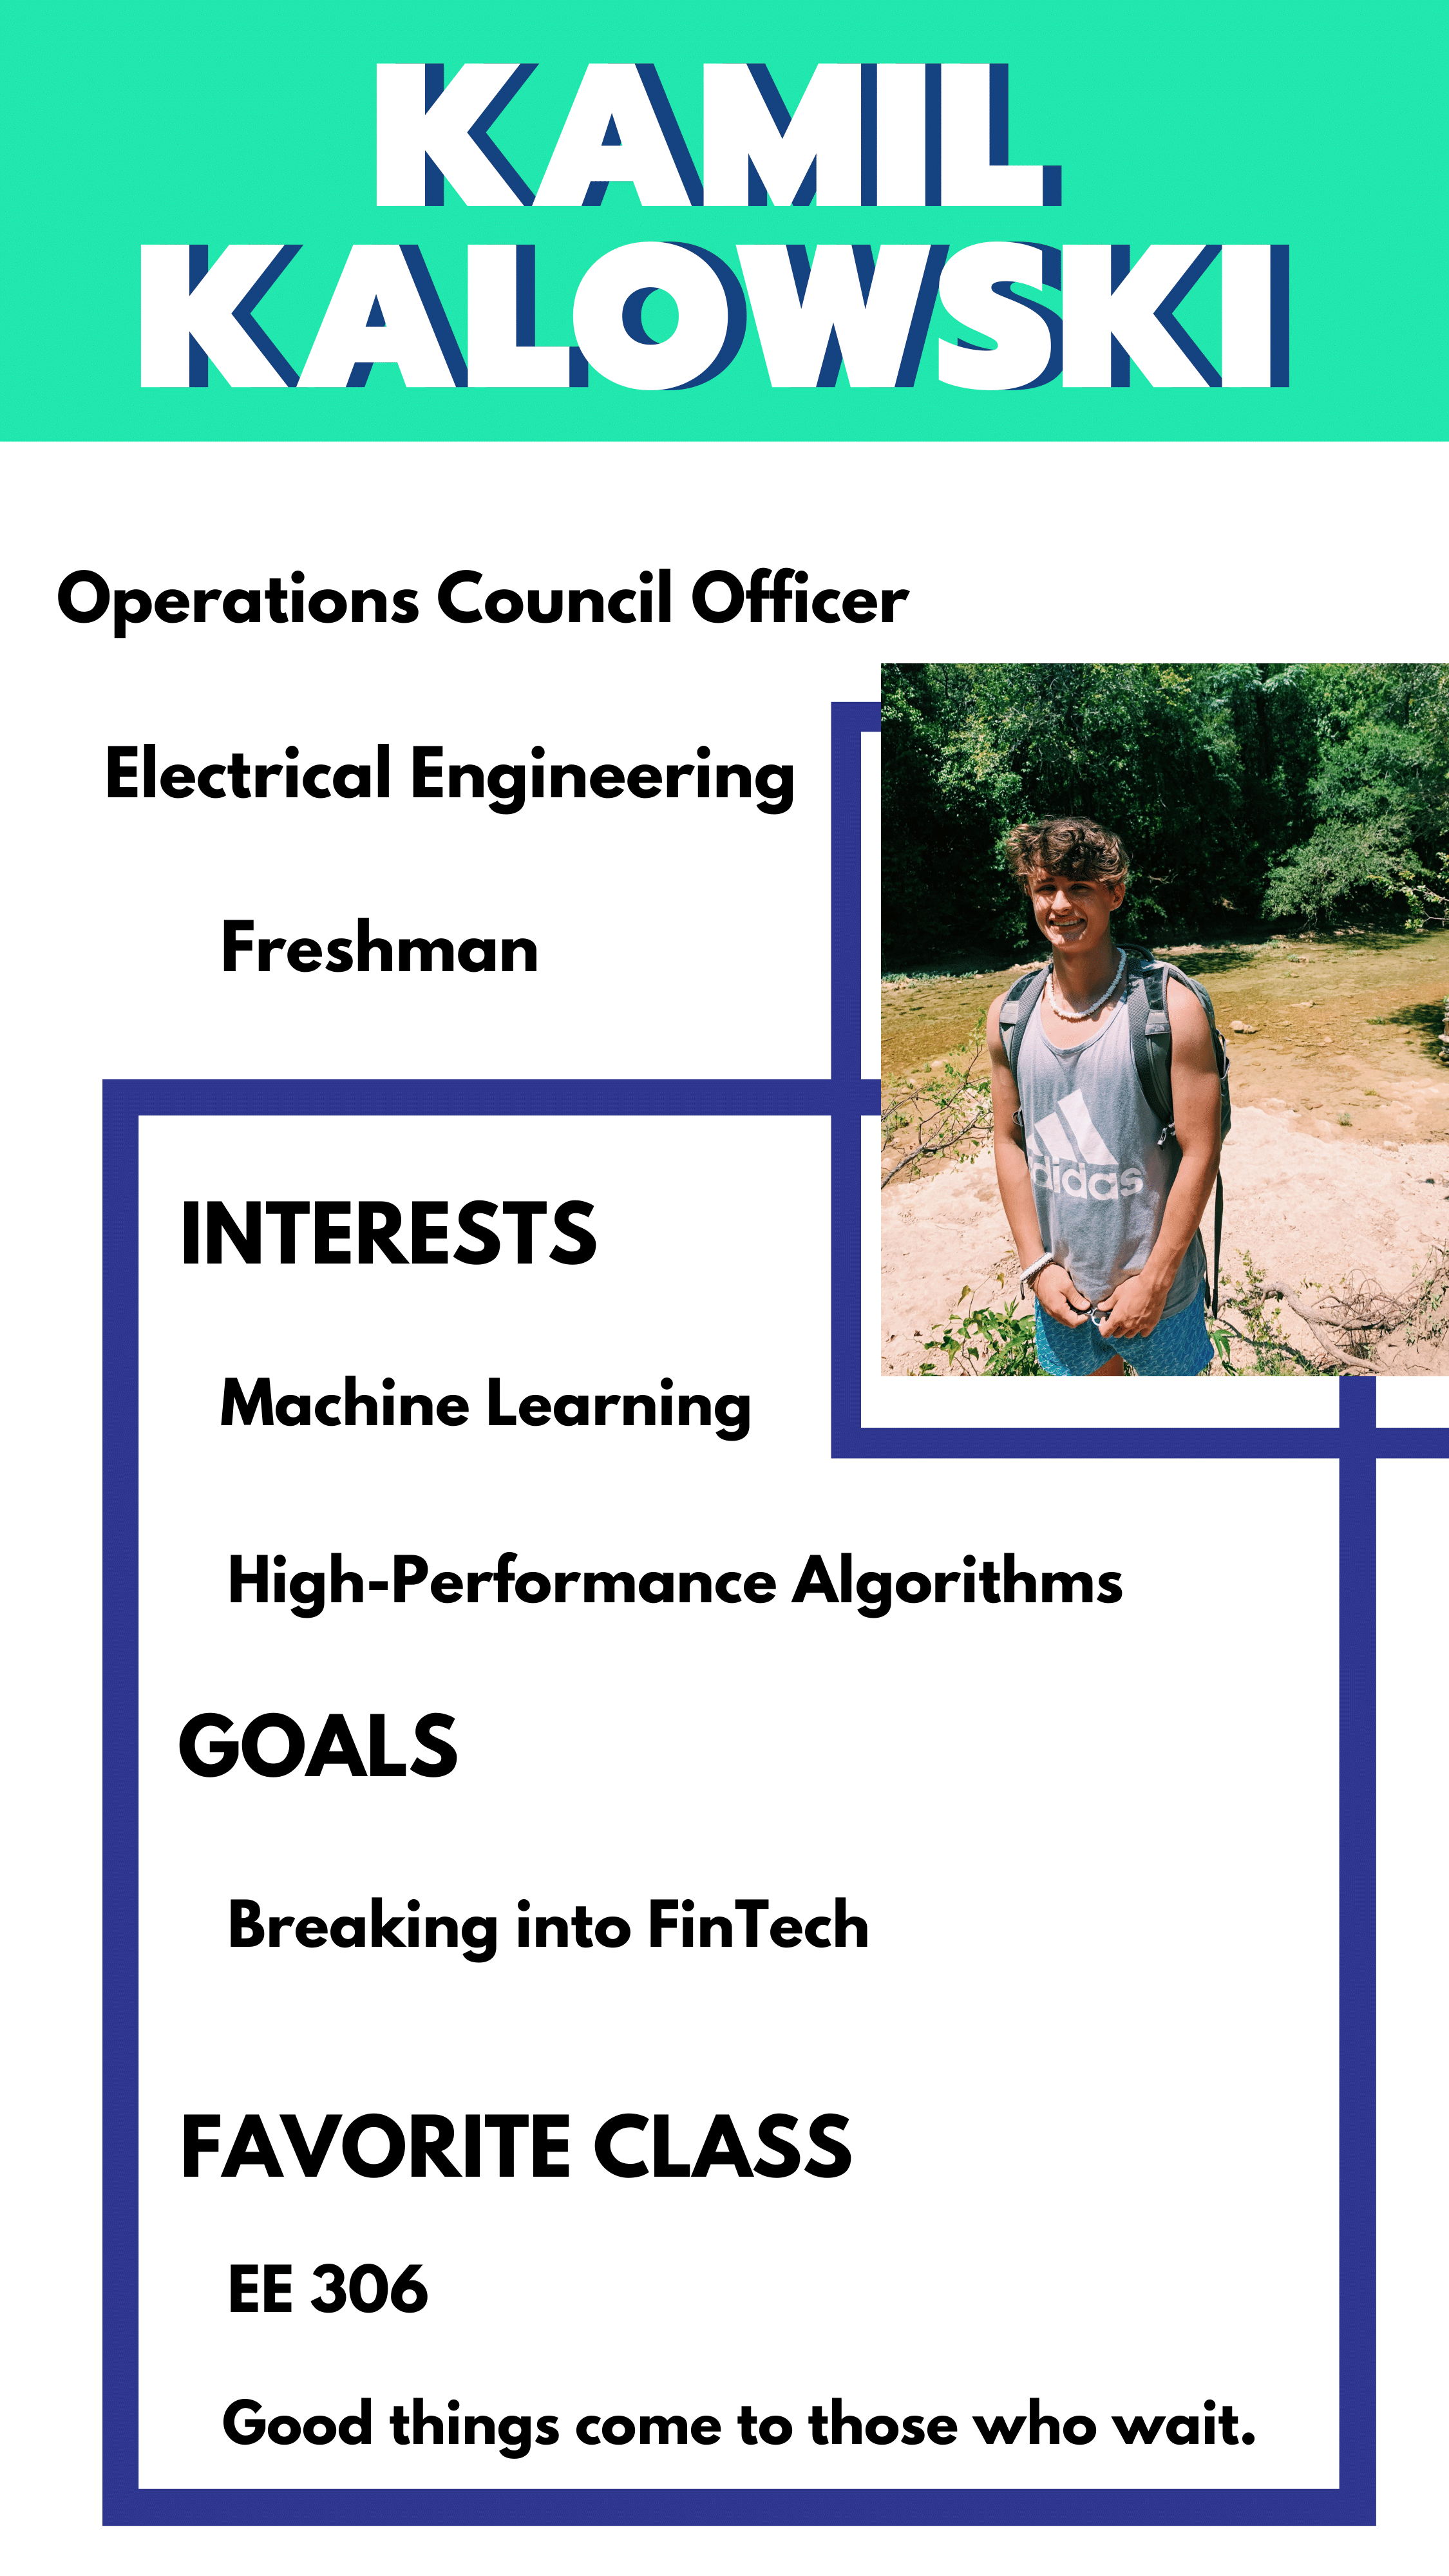 KAMIL
KALOWSKI
Operations Council Officer
Electrical Engineering
Freshman
adidas
INTERESTS
Machine Learning
High-Performance Algorithms
GOALS
Breaking into FinTech
FAVORITE CLASS
EE 306
Good things come to those who wait.